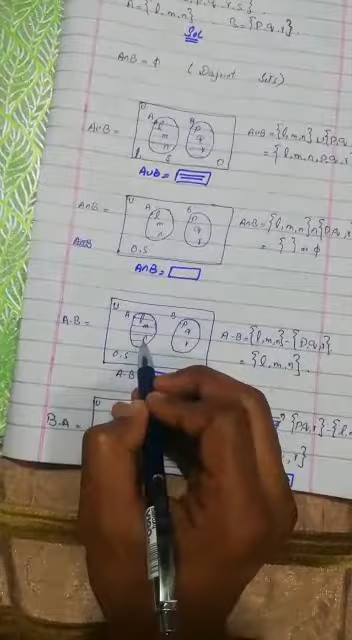 A={l,m,n} B={p,q,r}.
Sol
A∩B = ϕ (Disjoint Sets)
A∪B =
U
A
B
l
m
n
p
q
r
A∪B = {l,m,n} ∪ {p,q,
= {l,m,n,p,q,r
A∪B =
A∩B =
U
A
B
l
m
n
p
q
r
o,s
A∩B = {l,m,n} ∩ {p,q,r
= { } = ϕ
A∩B =
A-B =
U
A
B
l
m
p
q
r
o,s
A-B = {l,m,n} - {p,q,r}
= {l,m,n}.
A-B
B-A =
U
{p,q,r} - {l,
,r}